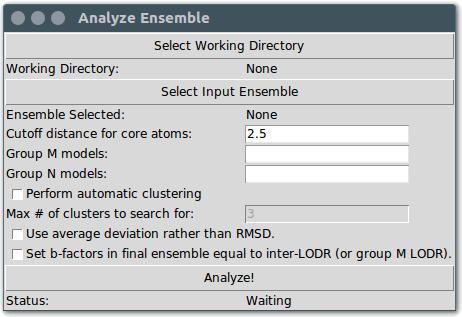 Analyze Ensemble
Select Working Directory
Working Directory: None
Select Input Ensemble
Ensemble Selected: None
Cutoff distance for core atoms: 2.5
Group M models:
Group N models:
Perform automatic clustering
Max # of clusters to search for: 3
Use average deviation rather than RMSD.
Set b-factors in final ensemble equal to inter-LODR (or group M LODR).
Analyze!
Status: Waiting